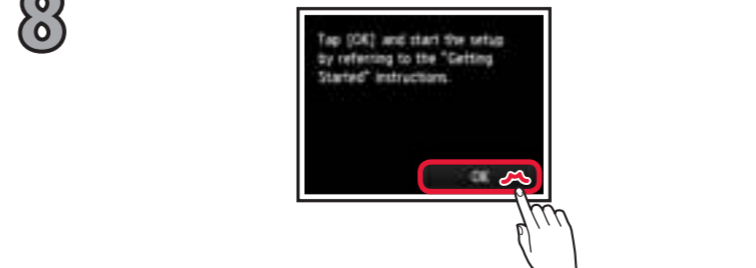 8
Tap [OK] and start the setup
by referring to the "Getting
Started" instructions.
OK